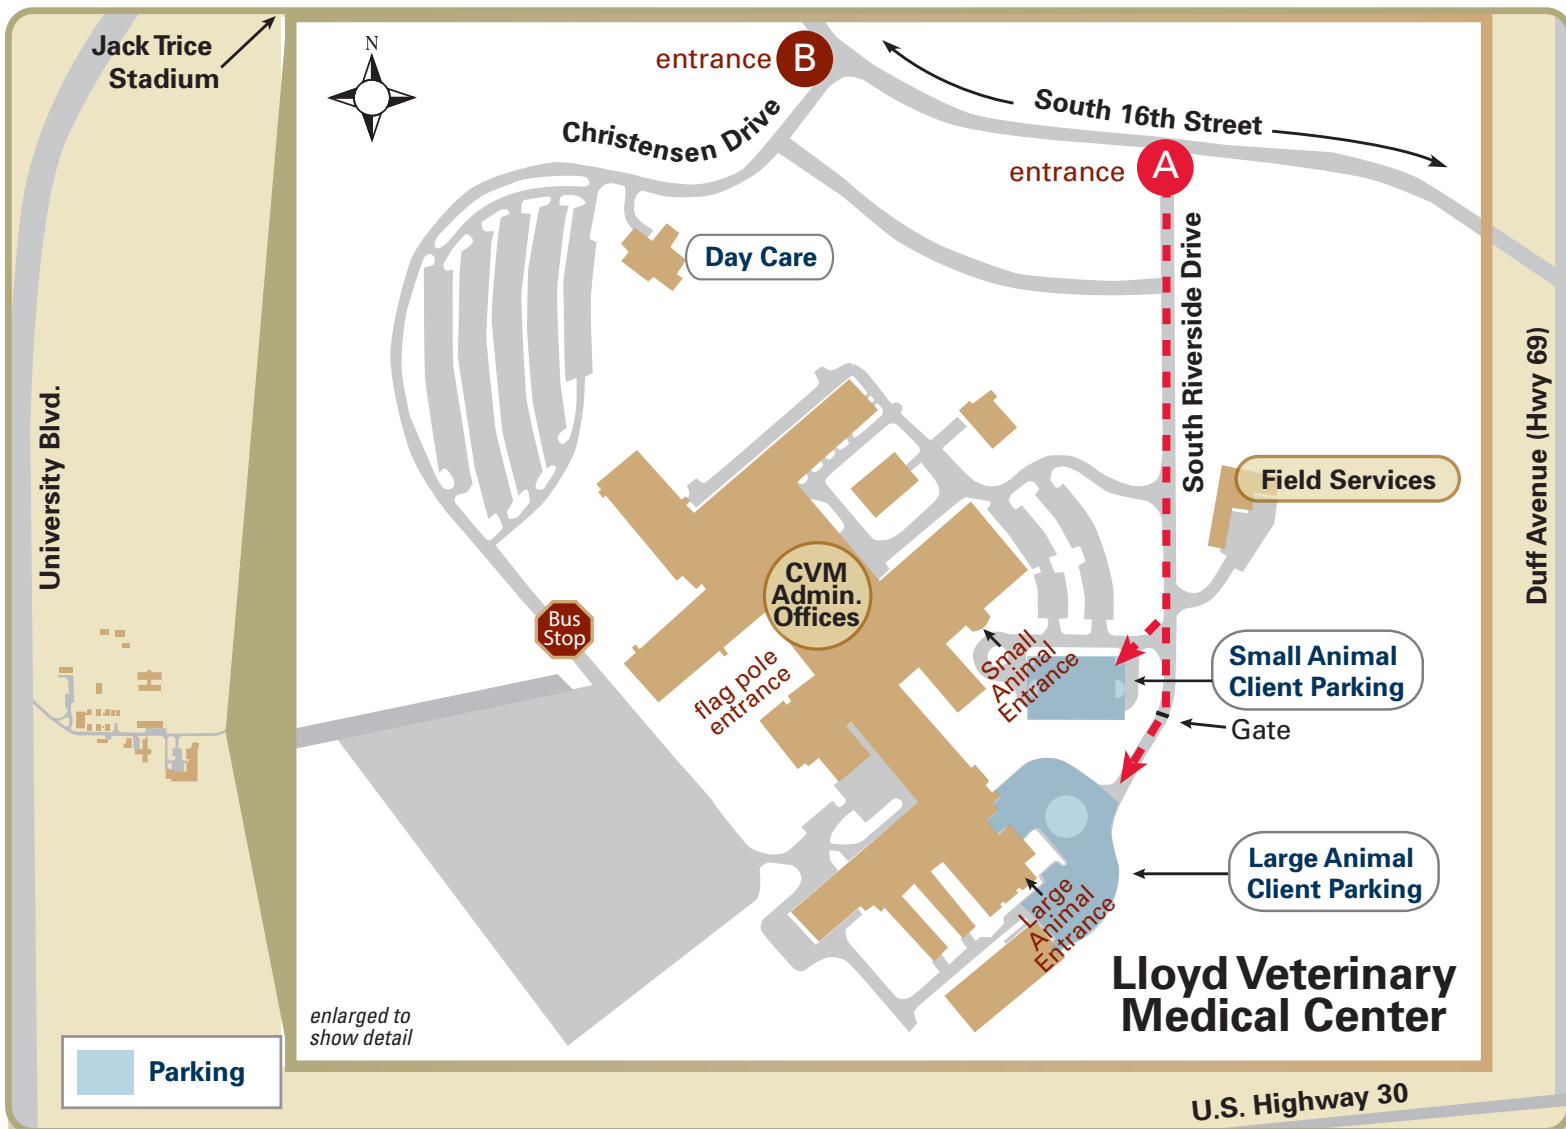 Jack Trice
Stadium
N
entrance B
South 16th Street
Christensen Drive
entrance A
Day Care
South Riverside Drive
University Blvd.
Duff Avenue (Hwy 69)
Field Services
CVM
Admin.
Offices
Bus
Stop
flag pole
entrance
Small
Animal
Entrance
Small Animal
Client Parking
Gate
Large Animal
Client Parking
Large
Animal
Entrance
Lloyd Veterinary
Medical Center
enlarged to
show detail
Parking
U.S. Highway 30